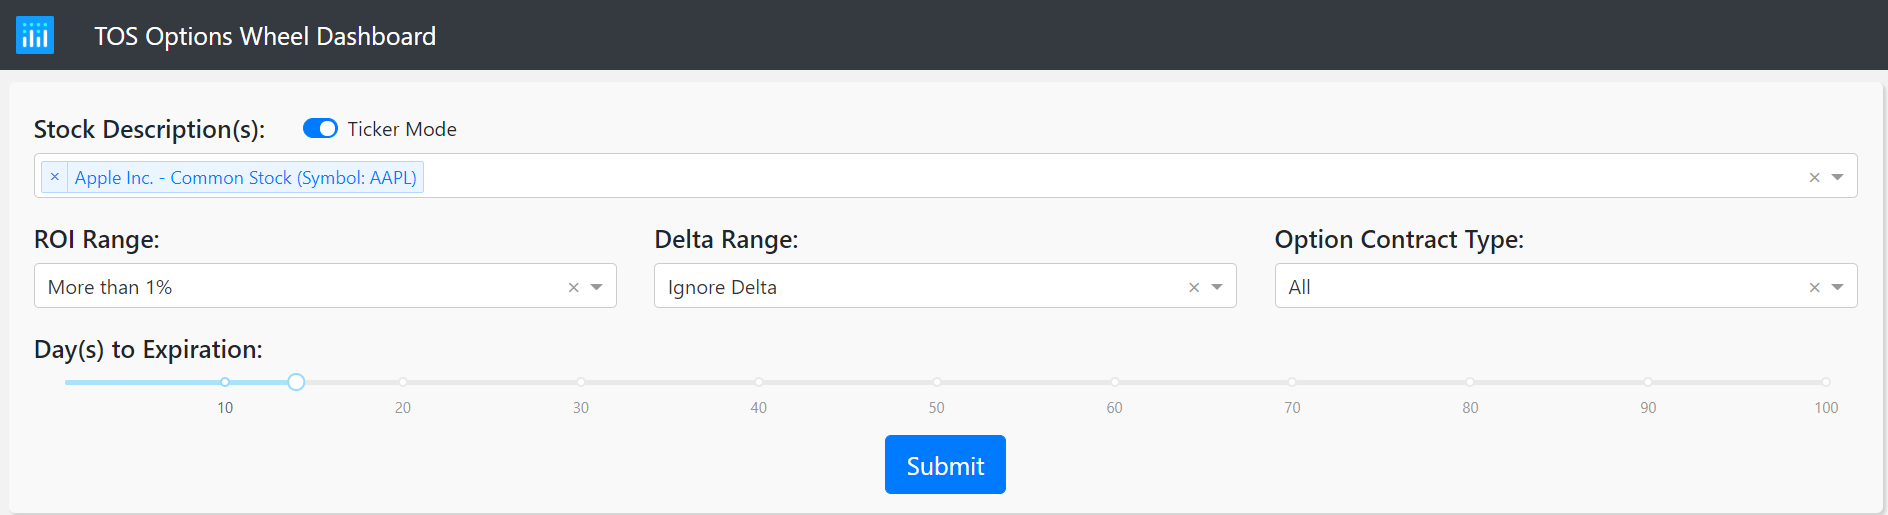 TOS Options Wheel Dashboard
Stock Description(s): Ticker Mode
× Apple Inc. - Common Stock (Symbol: AAPL) ×
ROI Range: Delta Range: Option Contract Type:
More than 1% × Ignore Delta × All ×
Day(s) to Expiration:
10 20 30 40 50 60 70 80 90 100
Submit